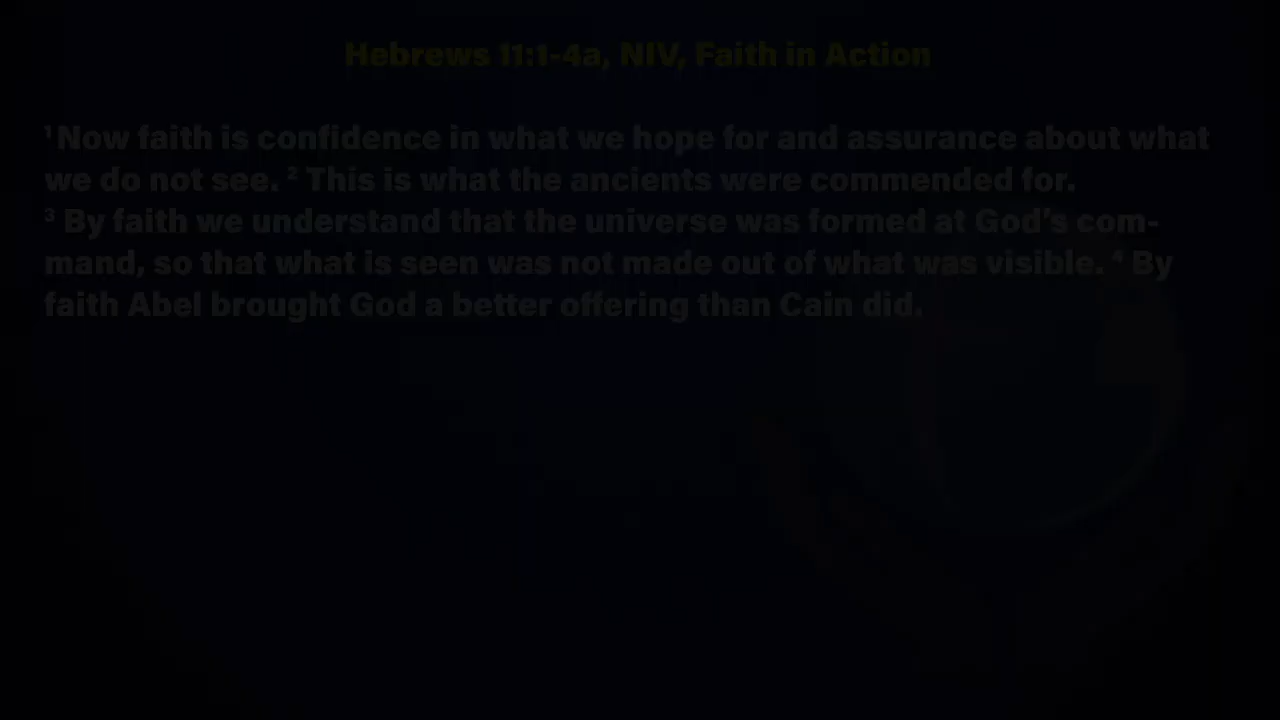 Hebrews 11:1-4a, NIV, Faith in Action
¹ Now faith is confidence in what we hope for and assurance about what
we do not see. ² This is what the ancients were commended for.
³ By faith we understand that the universe was formed at God’s com-
mand, so that what is seen was not made out of what was visible. ⁴ By
faith Abel brought God a better offering than Cain did.